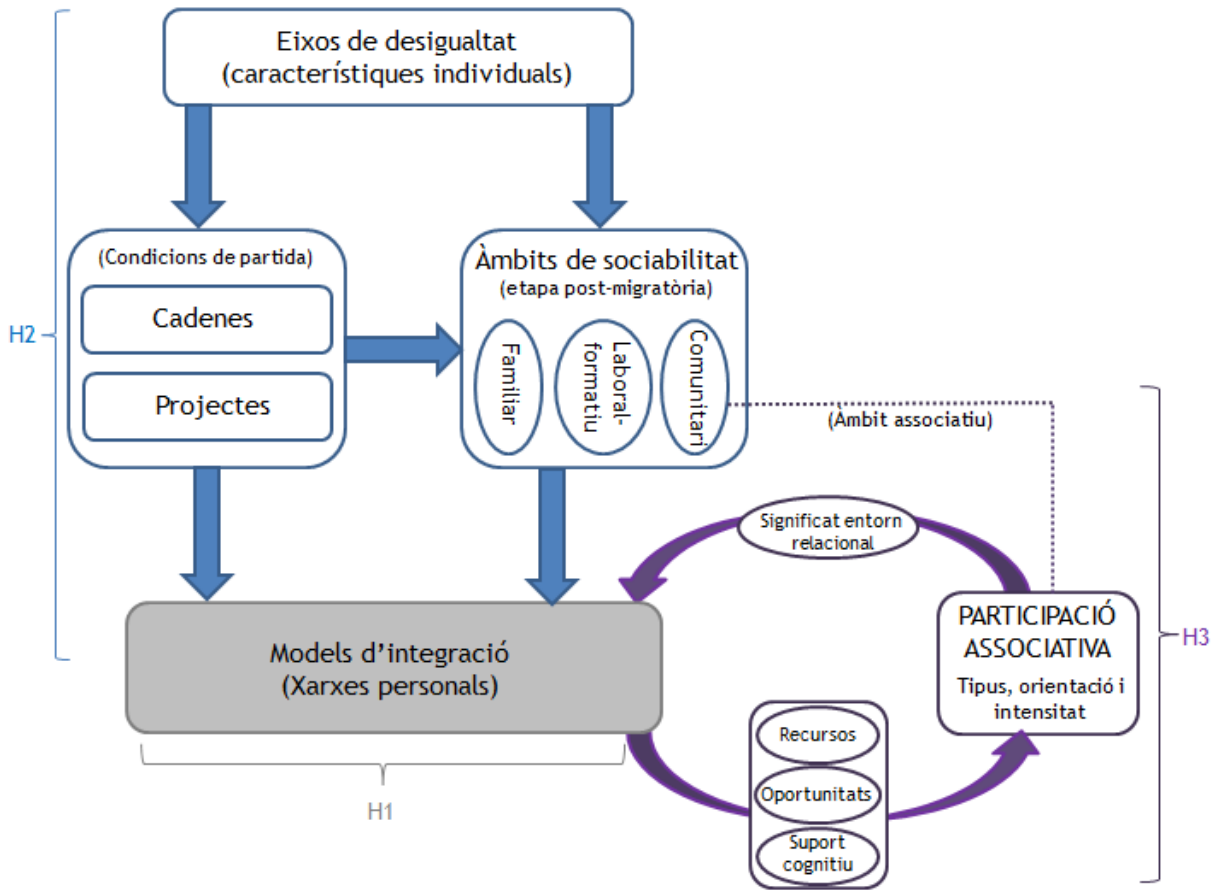 Eixos de desigualtat
(característiques individuals)
(Condicions de partida)
Cadenes
Projectes
Àmbits de sociabilitat
(etapa post-migratòria)
Familiar
Laboral-
formatiu
Comunitari
H2
(Àmbit associatiu)
Significat entorn
relacional
PARTICIPACIÓ
ASSOCIATIVA
Tipus, orientació i
intensitat
H3
Models d’integració
(Xarxes personals)
Recursos
Oportunitats
Suport
cognitiu
H1